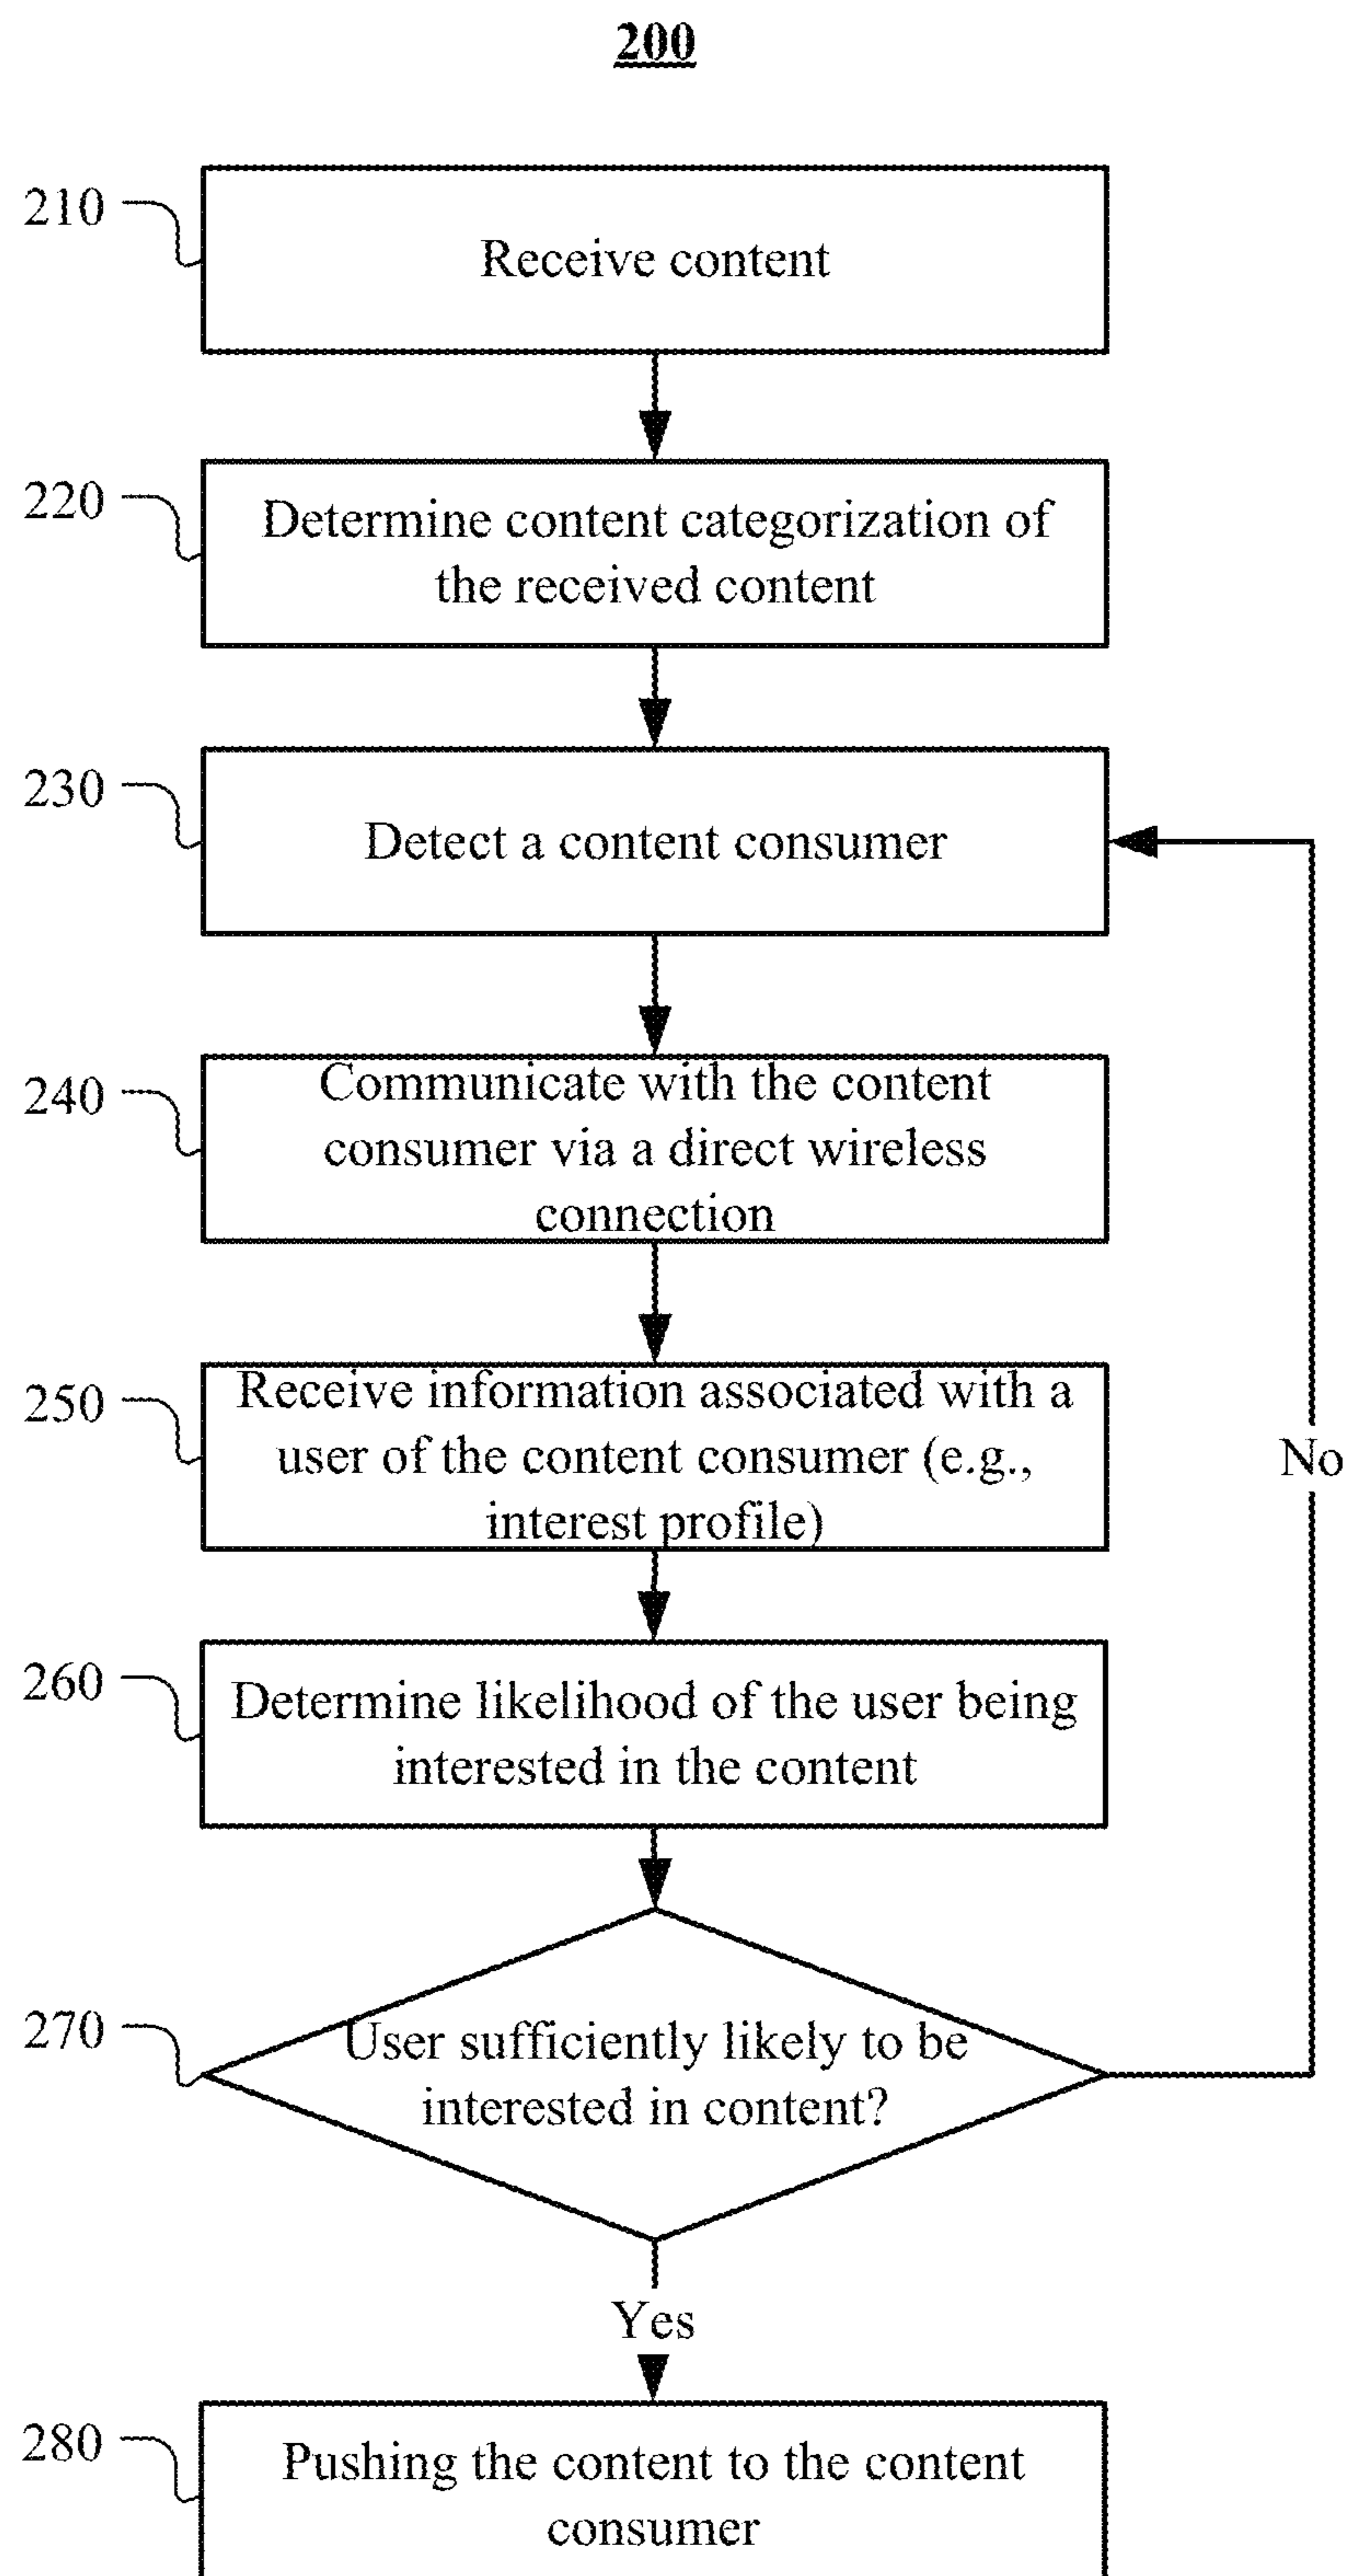 200
210
Receive content
220
Determine content categorization of
the received content
230
Detect a content consumer
240
Communicate with the content
consumer via a direct wireless
connection
250
Receive information associated with a
user of the content consumer (e.g.,
interest profile)
No
260
Determine likelihood of the user being
interested in the content
270
User sufficiently likely to be
interested in content?
Yes
280
Pushing the content to the content
consumer